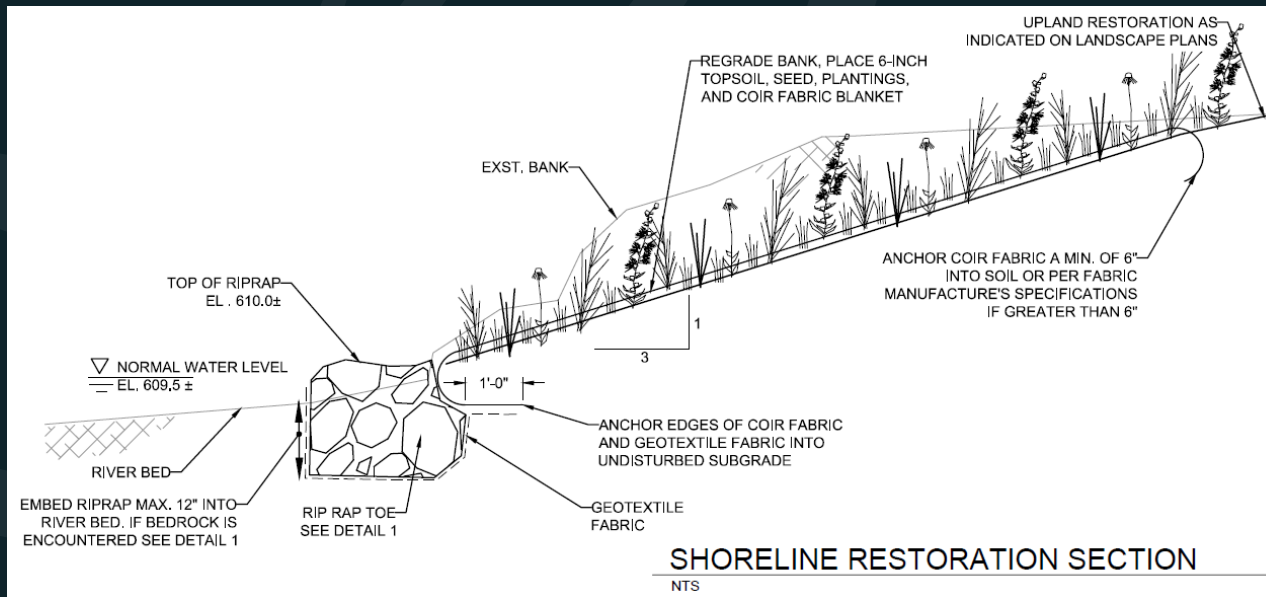 UPLAND RESTORATION AS
INDICATED ON LANDSCAPE PLANS
REGRADE BANK, PLACE 6-INCH
TOPSOIL, SEED, PLANTINGS,
AND COIR FABRIC BLANKET
EXST, BANK
ANCHOR COIR FABRIC A MIN. OF 6"
INTO SOIL OR PER FABRIC
MANUFACTURE'S SPECIFICATIONS
IF GREATER THAN 6"
TOP OF RIPRAP
EL . 610.0±
1
3
NORMAL WATER LEVEL
EL, 609,5 ±
1'-0"
ANCHOR EDGES OF COIR FABRIC
AND GEOTEXTILE FABRIC INTO
UNDISTURBED SUBGRADE
RIVER BED
EMBED RIPRAP MAX. 12" INTO
RIVER BED. IF BEDROCK IS
ENCOUNTERED SEE DETAIL 1
RIP RAP TOE
SEE DETAIL 1
GEOTEXTILE
FABRIC
SHORELINE RESTORATION SECTION
NTS